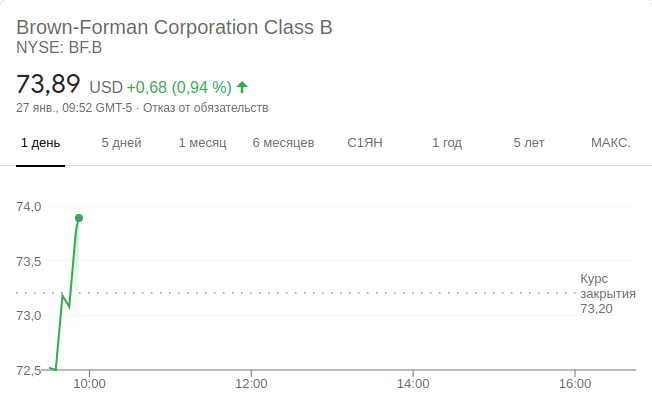 Brown-Forman Corporation Class B
NYSE: BF.B
73,89 USD +0,68 (0,94 %)
27 янв., 09:52 GMT-5 · Отказ от обязательств
1 день 5 дней 1 месяц 6 месяцев С1ЯН 1 год 5 лет МАКС.
74,0
73,5
Курс
закрытия
73,20
73,0
72,5
10:00 12:00 14:00 16:00